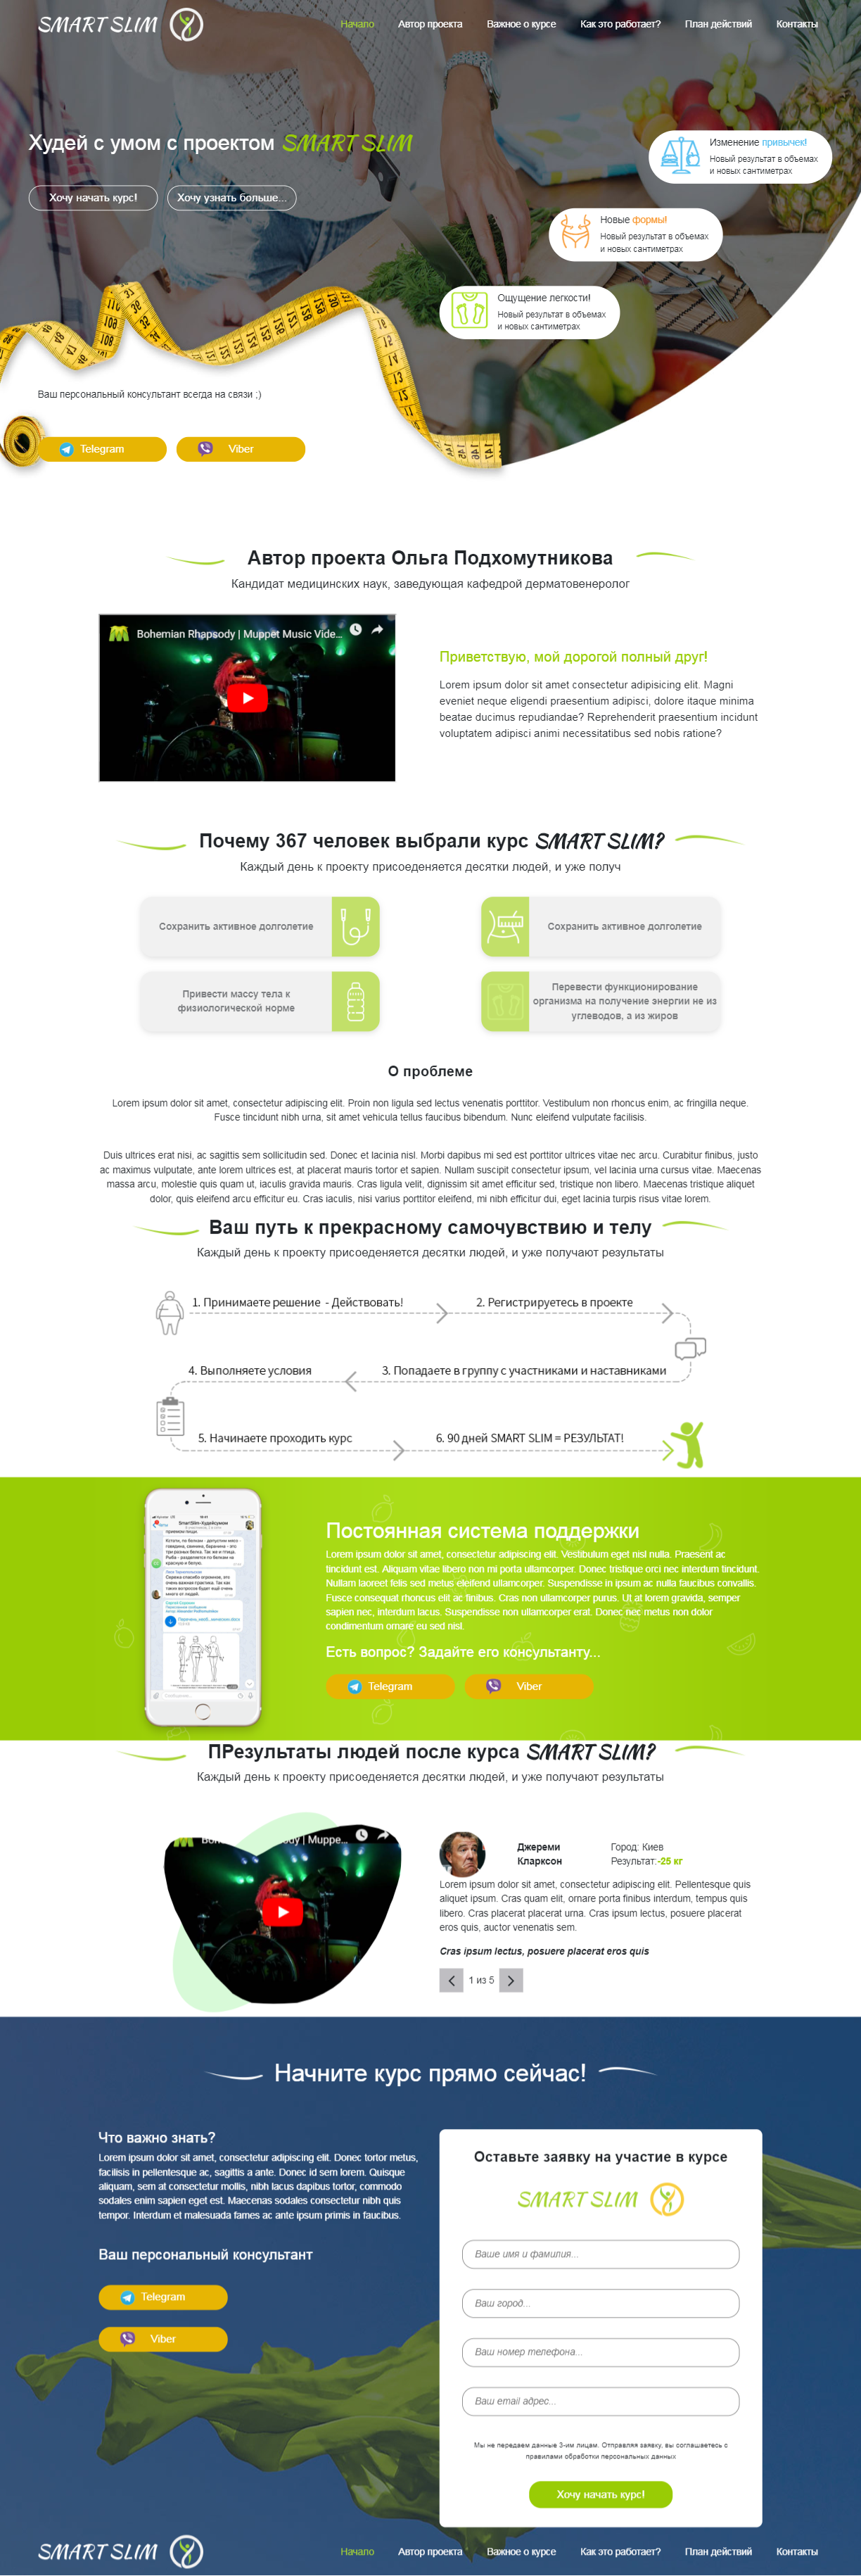 SMART SLIM
Начало Автор проекта Важное о курсе Как это работает? План действий Контакты
Худей с умом с проектом SMART SLIM
Хочу начать курс! Хочу узнать больше...
Изменение привычек!
Новый результат в объемах
и новых сантиметрах
Новые формы!
Новый результат в объемах
и новых сантиметрах
Ощущение легкости!
Новый результат в объемах
и новых сантиметрах
Ваш персональный консультант всегда на связи ;)
Telegram Viber
Автор проекта Ольга Подхомутникова
Кандидат медицинских наук, заведующая кафедрой дерматовенеролог
Bohemian Rhapsody | Muppet Music Vide...
Приветствую, мой дорогой полный друг!
Lorem ipsum dolor sit amet consectetur adipisicing elit. Magni
eveniet neque eligendi praesentium adipisci, dolore itaque minima
beatae ducimus repudiandae? Reprehenderit praesentium incidunt
voluptatem adipisci animi necessitatibus sed nobis ratione?
Почему 367 человек выбрали курс SMART SLIM?
Каждый день к проекту присоеденяется десятки людей, и уже получ
Сохранить активное долголетие
Сохранить активное долголетие
Привести массу тела к
физиологической норме
Перевести функционирование
организма на получение энергии не из
углеводов, а из жиров
О проблеме
Lorem ipsum dolor sit amet, consectetur adipiscing elit. Proin non ligula sed lectus venenatis porttitor. Vestibulum non rhoncus enim, ac fringilla neque.
Fusce tincidunt nibh urna, sit amet vehicula tellus faucibus bibendum. Nunc eleifend vulputate facilisis.
Duis ultrices erat nisi, ac sagittis sem sollicitudin sed. Donec et lacinia nisl. Morbi dapibus mi sed est porttitor ultrices vitae nec arcu. Curabitur finibus, justo
ac maximus vulputate, ante lorem ultrices est, at placerat mauris tortor et sapien. Nullam suscipit consectetur ipsum, vel lacinia urna cursus vitae. Maecenas
massa arcu, molestie quis quam ut, iaculis gravida mauris. Cras ligula velit, dignissim sit amet efficitur sed, tristique non libero. Maecenas tristique aliquet
dolor, quis eleifend arcu efficitur eu. Cras iaculis, nisi varius porttitor eleifend, mi nibh efficitur dui, eget lacinia turpis risus vitae lorem.
Ваш путь к прекрасному самочувствию и телу
Каждый день к проекту присоеденяется десятки людей, и уже получают результаты
1. Принимаете решение - Действовать!
2. Регистрируетесь в проекте
4. Выполняете условия
3. Попадаете в группу с участниками и наставниками
5. Начинаете проходить курс
6. 90 дней SMART SLIM = РЕЗУЛЬТАТ!
Постоянная система поддержки
Lorem ipsum dolor sit amet, consectetur adipiscing elit. Vestibulum eget nisl nulla. Praesent ac
tincidunt est. Aliquam vitae libero non mi porta ullamcorper. Donec tristique orci nec interdum tincidunt.
Nullam laoreet felis sed metus eleifend ullamcorper. Suspendisse in ipsum ac nulla faucibus convallis.
Fusce consequat rhoncus elit ac finibus. Cras non ullamcorper purus. Ut at lorem gravida, semper
sapien nec, interdum lacus. Suspendisse non ullamcorper erat. Donec nec metus non dolor
condimentum ornare eu sed nisl.
Есть вопрос? Задайте его консультанту...
Telegram Viber
ПРезультаты людей после курса SMART SLIM?
Каждый день к проекту присоеденяется десятки людей, и уже получают результаты
Джереми
Кларксон
Город: Киев
Результат:-25 кг
Lorem ipsum dolor sit amet, consectetur adipiscing elit. Pellentesque quis
aliquet ipsum. Cras quam elit, ornare porta finibus interdum, tempus quis
libero. Cras placerat placerat urna. Cras ipsum lectus, posuere placerat
eros quis, auctor venenatis sem.
Cras ipsum lectus, posuere placerat eros quis
1 из 5
Начните курс прямо сейчас!
Что важно знать?
Lorem ipsum dolor sit amet, consectetur adipiscing elit. Donec tortor metus,
facilisis in pellentesque ac, sagittis a ante. Donec id sem lorem. Quisque
aliquam, sem at consectetur mollis, nibh lacus dapibus tortor, commodo
sodales enim sapien eget est. Maecenas sodales consectetur nibh quis
tempor. Interdum et malesuada fames ac ante ipsum primis in faucibus.
Ваш персональный консультант
Telegram
Viber
Оставьте заявку на участие в курсе
SMART SLIM
Ваше имя и фамилия...
Ваш город...
Ваш номер телефона...
Ваш email адрес...
Мы не передаем данные 3-им лицам. Отправляя заявку, вы соглашаетесь с
правилами обработки персональных данных
Хочу начать курс!
SMART SLIM
Начало Автор проекта Важное о курсе Как это работает? План действий Контакты